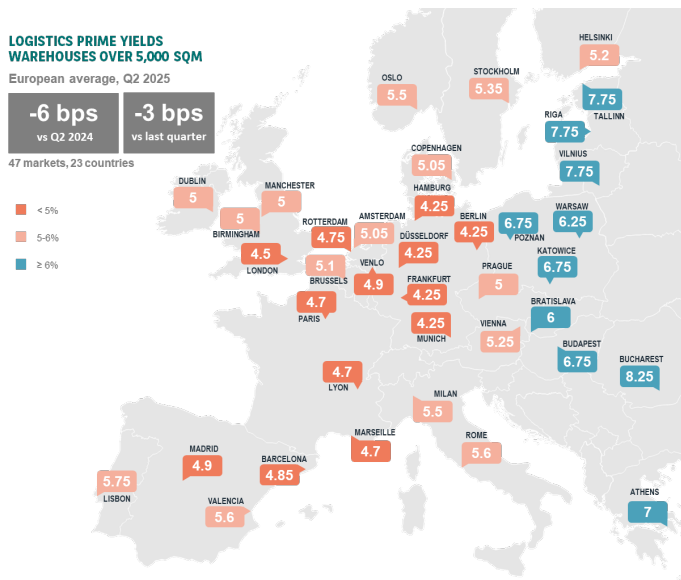 LOGISTICS PRIME YIELDS
WAREHOUSES OVER 5,000 SQM
European average, Q2 2025
-6 bps
vs Q2 2024
-3 bps
vs last quarter
47 markets, 23 countries
< 5%
5-6%
≥ 6%
HELSINKI
5.2
OSLO
5.5
STOCKHOLM
5.35
7.75
TALLINN
RIGA
7.75
VILNIUS
7.75
COPENHAGEN
5.05
HAMBURG
4.25
DUBLIN
5
MANCHESTER
5
5
BIRMINGHAM
4.5
LONDON
ROTTERDAM
4.75
AMSTERDAM
5.05
DÜSSELDORF
4.25
BERLIN
4.25
6.75
POZNAN
WARSAW
6.25
KATOWICE
6.75
5.1
BRUSSELS
VENLO
4.9
FRANKFURT
4.25
PRAGUE
5
4.7
PARIS
4.25
MUNICH
VIENNA
5.25
BRATISLAVA
6
BUDAPEST
6.75
BUCHAREST
8.25
4.7
LYON
MILAN
5.5
MARSEILLE
4.7
ROME
5.6
MADRID
4.9
BARCELONA
4.85
5.75
LISBON
VALENCIA
5.6
ATHENS
7